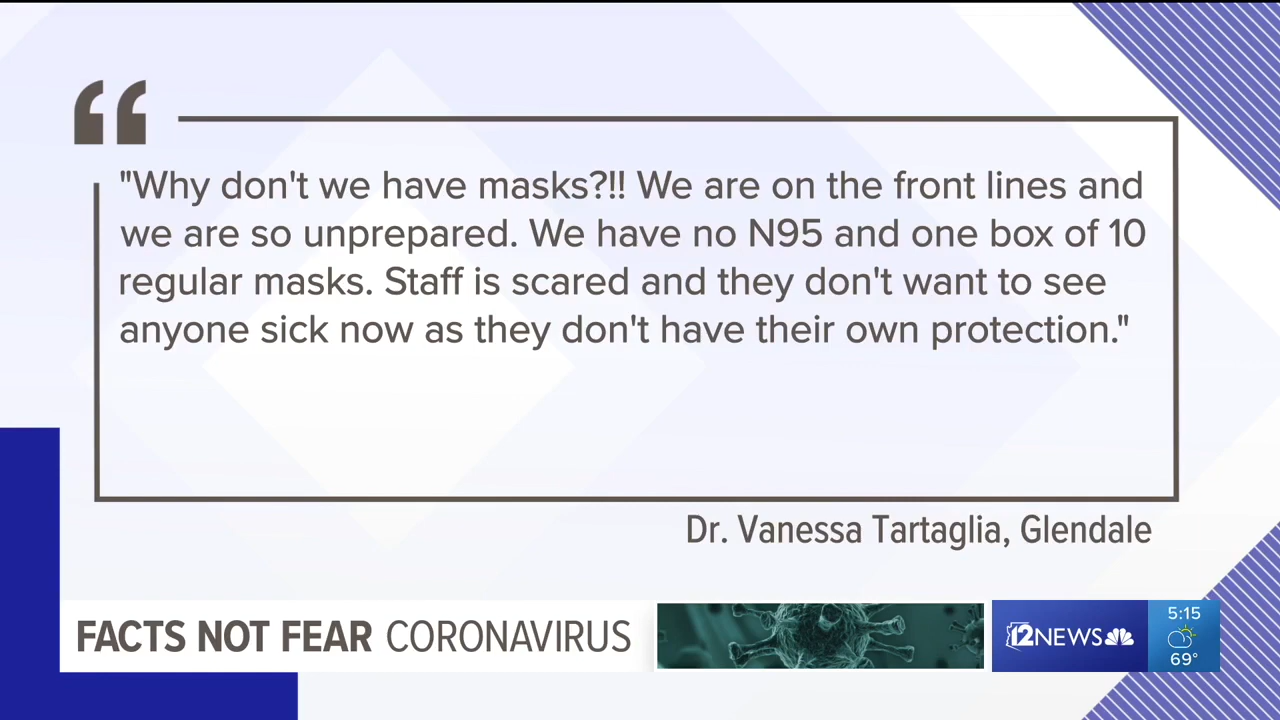 "Why don't we have masks?!! We are on the front lines and
we are so unprepared. We have no N95 and one box of 10
regular masks. Staff is scared and they don't want to see
anyone sick now as they don't have their own protection."
Dr. Vanessa Tartaglia, Glendale
FACTS NOT FEAR CORONAVIRUS
12NEWS
5:15
69°